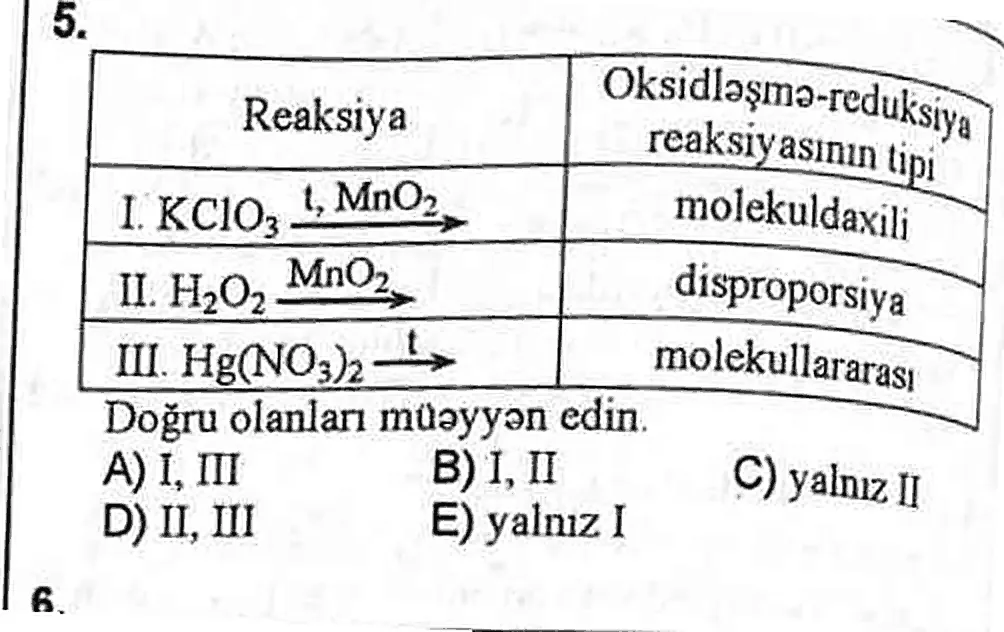 5.
Reaksiya
Oksidləşmə-reduksiya
reaksiyasının tipi
I. KClO₃ t, MnO₂ →
molekuldaxili
II. H₂O₂ MnO₂ →
disproporsiya
III. Hg(NO₃)₂ t →
molekullararası
Doğru olanları müəyyən edin.
A) I, III B) I, II C) yalnız II
D) II, III E) yalnız I
6.